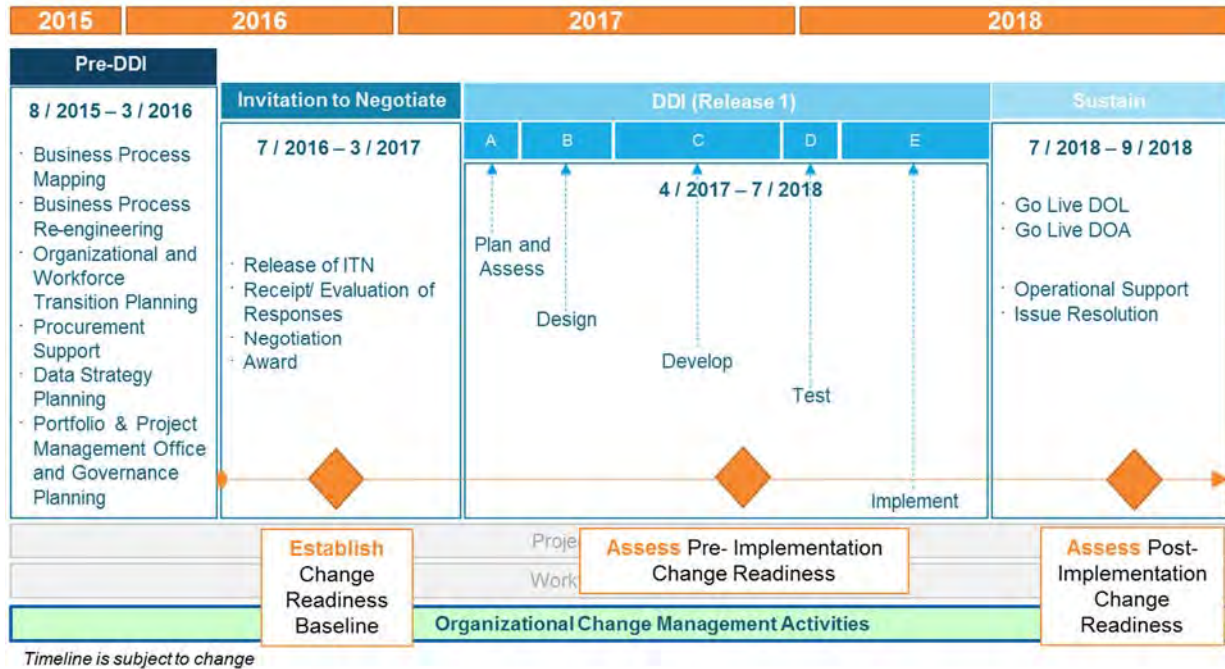 2015
2016
2017
2018
Pre-DDI
8 / 2015 – 3 / 2016
· Business Process
Mapping
· Business Process
Re-engineering
· Organizational and
Workforce
Transition Planning
· Procurement
Support
· Data Strategy
Planning
· Portfolio & Project
Management Office
and Governance
Planning
Invitation to Negotiate
7 / 2016 – 3 / 2017
· Release of ITN
· Receipt/ Evaluation of
Responses
· Negotiation
· Award
DDI (Release 1)
A
B
C
D
E
4 / 2017 – 7 / 2018
Plan and
Assess
Design
Develop
Test
Implement
Sustain
7 / 2018 – 9 / 2018
· Go Live DOL
· Go Live DOA
· Operational Support
· Issue Resolution
Establish
Change
Readiness
Baseline
ASSESS Pre- Implementation
Change Readiness
Assess Post-
Implementation
Change
Readiness
Organizational Change Management Activities
Timeline is subject to change